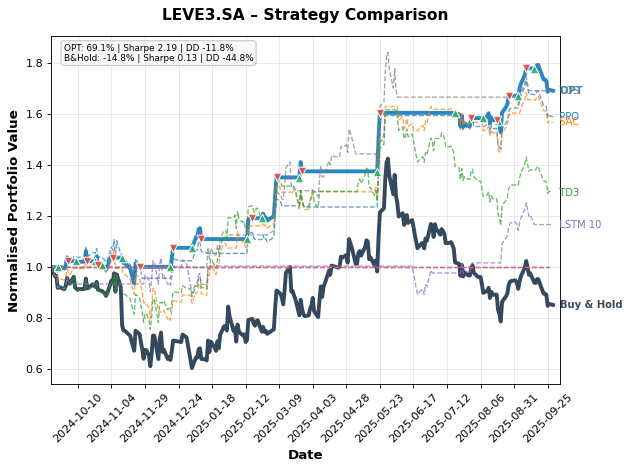 LEVE3.SA – Strategy Comparison
OPT: 69.1% | Sharpe 2.19 | DD -11.8%
B&Hold: -14.8% | Sharpe 0.13 | DD -44.8%
Normalised Portfolio Value
1.8
1.6
1.4
1.2
1.0
0.8
0.6
OPT
PPO
SAC
TD3
LSTM 10
Buy & Hold
2024-10-10
2024-11-04
2024-11-29
2024-12-24
2025-01-18
2025-02-12
2025-03-09
2025-04-03
2025-04-28
2025-05-23
2025-06-17
2025-07-12
2025-08-06
2025-08-31
2025-09-25
Date